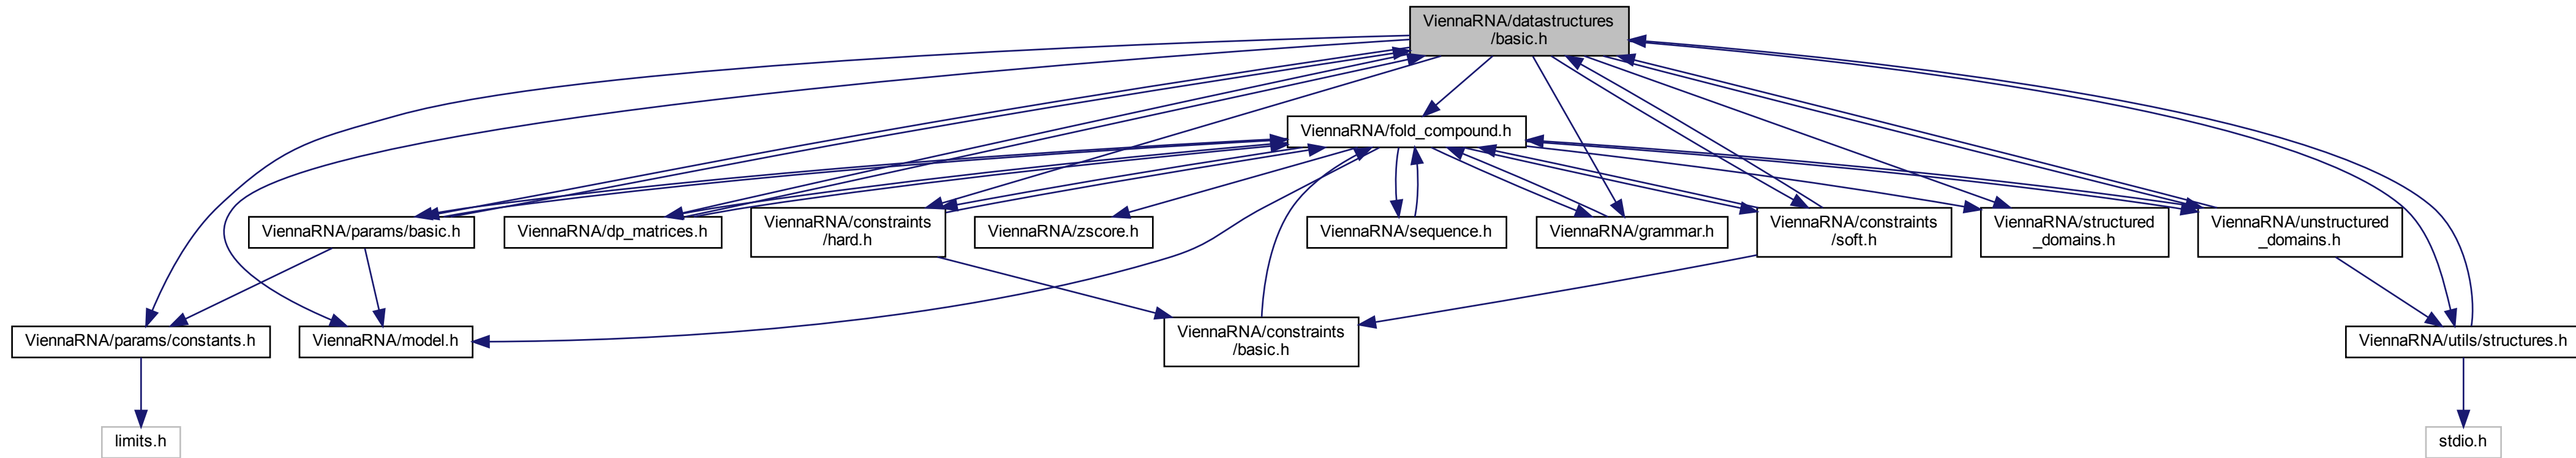 ViennaRNA/datastructures
/basic.h
ViennaRNA/fold_compound.h
ViennaRNA/params/basic.h
ViennaRNA/dp_matrices.h
ViennaRNA/constraints
/hard.h
ViennaRNA/zscore.h
ViennaRNA/sequence.h
ViennaRNA/grammar.h
ViennaRNA/constraints
/soft.h
ViennaRNA/structured
_domains.h
ViennaRNA/unstructured
_domains.h
ViennaRNA/params/constants.h
ViennaRNA/model.h
ViennaRNA/constraints
/basic.h
ViennaRNA/utils/structures.h
limits.h
stdio.h